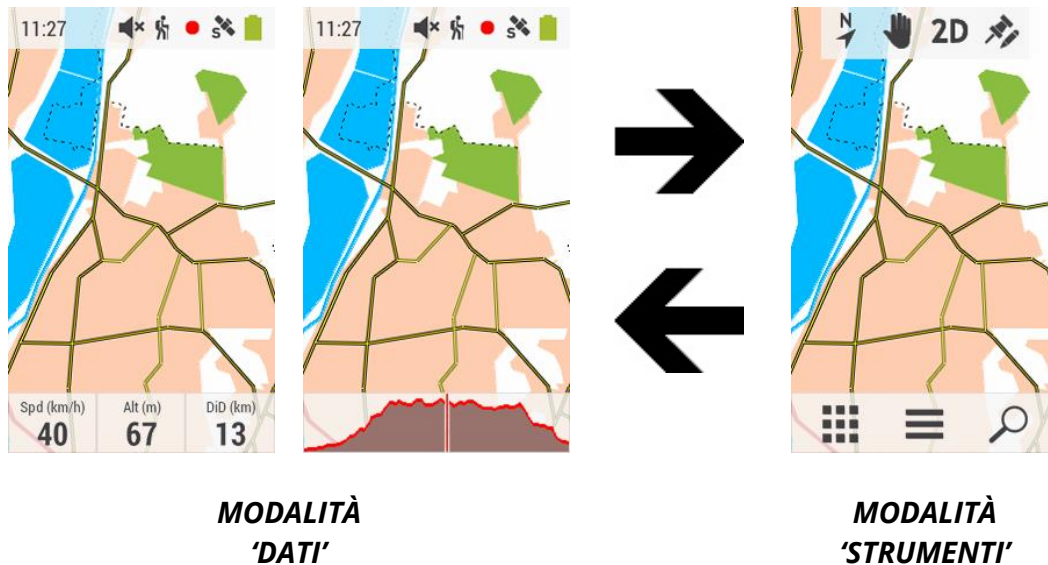 11:27
S
11:27
S
N
2D
Spd (km/h) Alt (m) DiD (km)
40 67 13
MODALITÀ
‘DATI’
MODALITÀ
‘STRUMENTI’